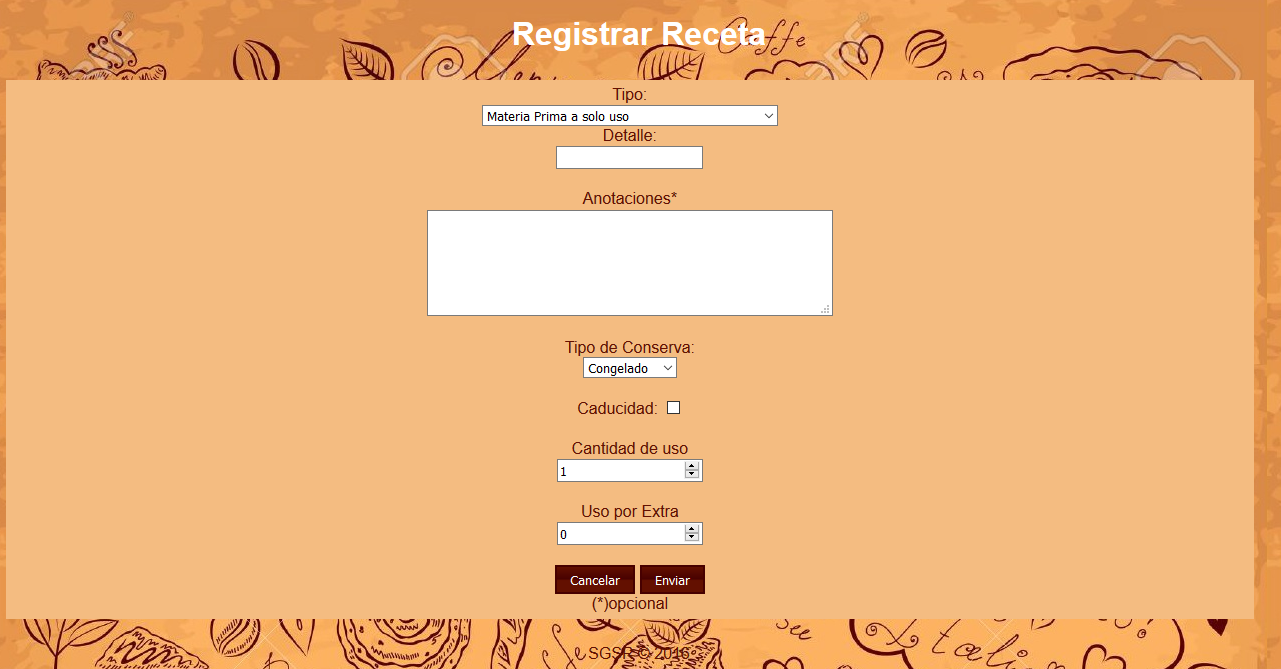 Registrar Receta
Caffe
Tipo:
Materia Prima a solo uso
Detalle:
Anotaciones*
Tipo de Conserva:
Congelado
Caducidad:
Cantidad de uso
1
Uso por Extra
0
Cancelar Enviar
(*)opcional
SGSR © 2016